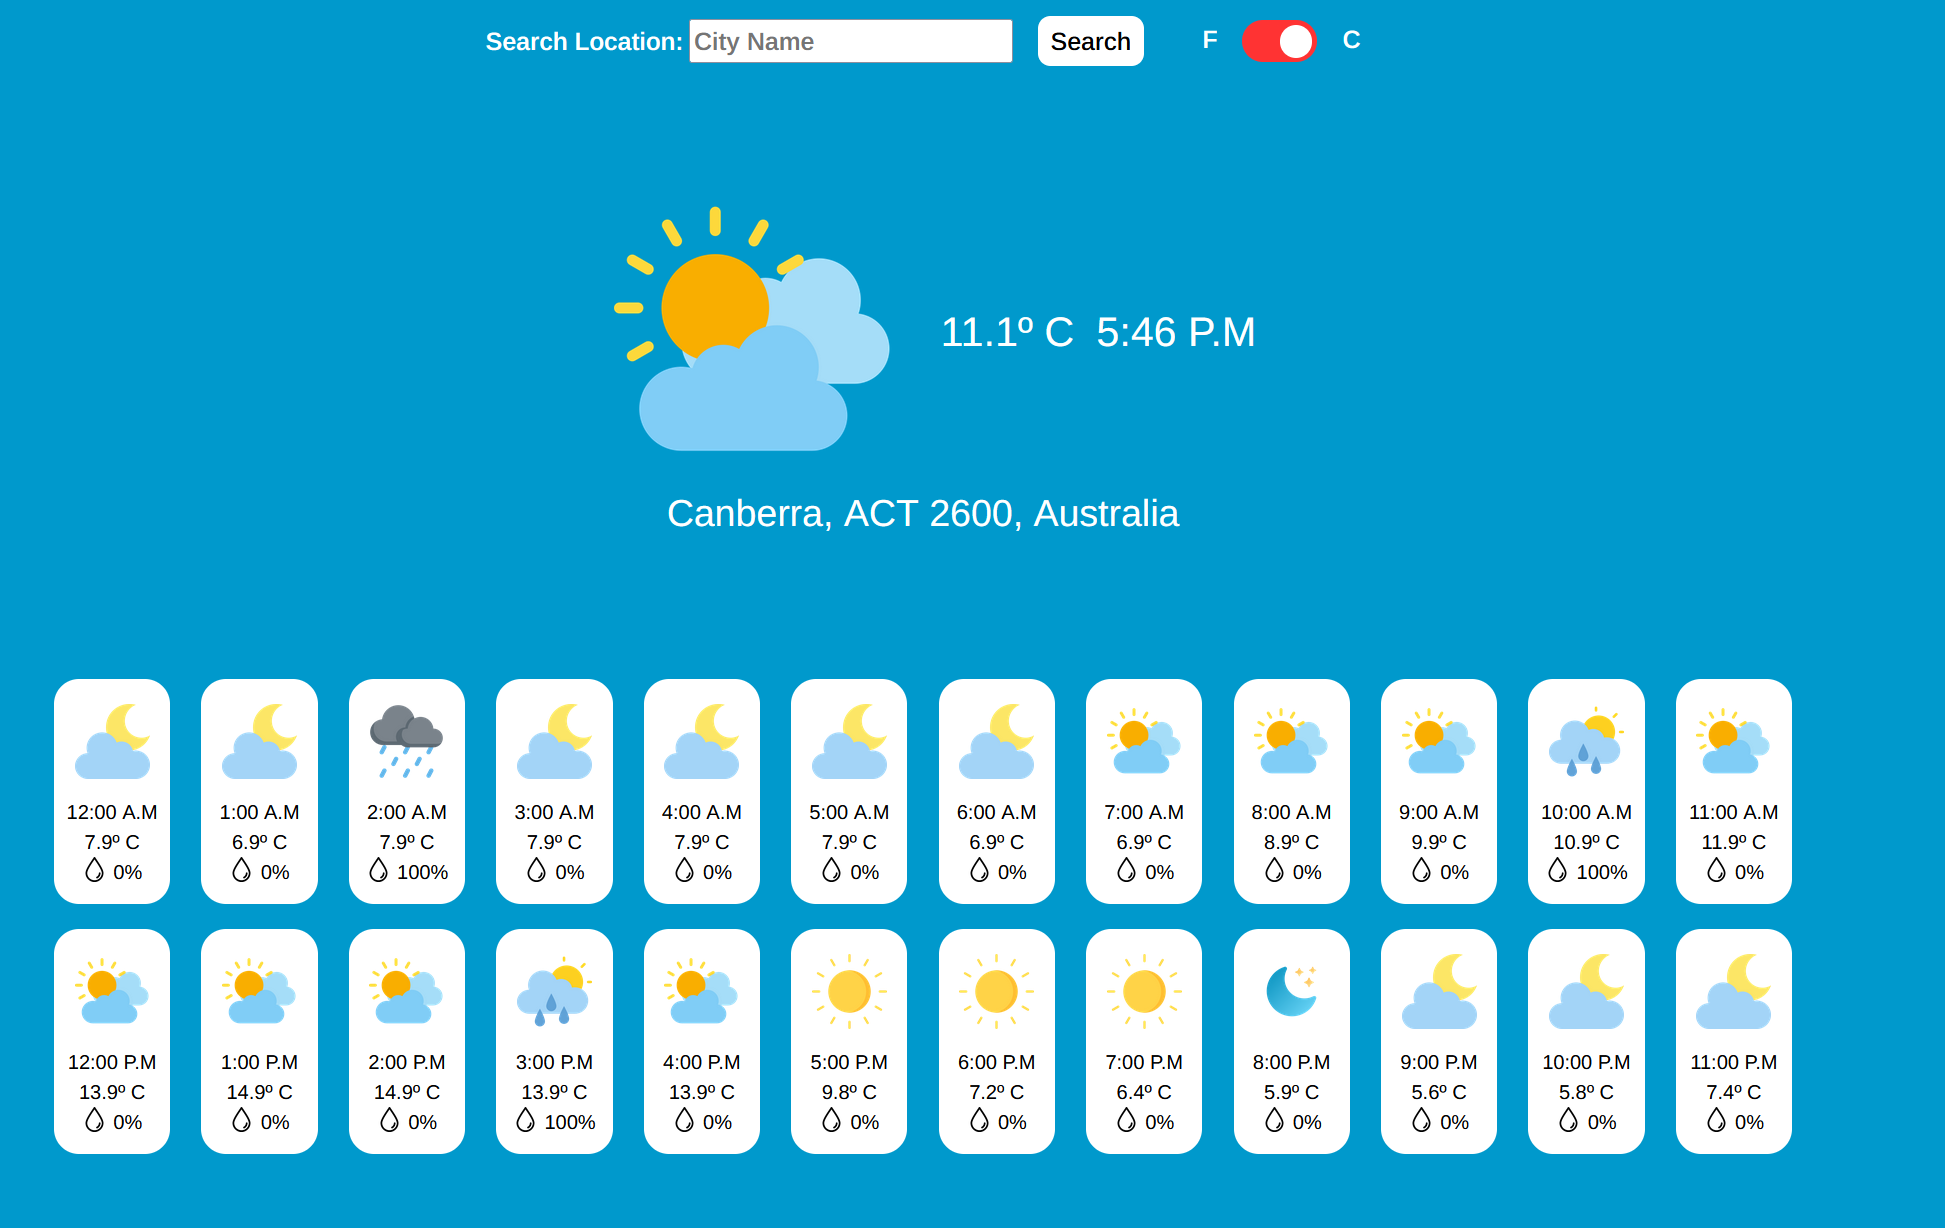 Search Location: City Name Search F C
11.1º C 5:46 P.M
Canberra, ACT 2600, Australia
12:00 A.M 1:00 A.M 2:00 A.M 3:00 A.M 4:00 A.M 5:00 A.M 6:00 A.M 7:00 A.M 8:00 A.M 9:00 A.M 10:00 A.M 11:00 A.M
7.9º C 6.9º C 7.9º C 7.9º C 7.9º C 7.9º C 6.9º C 6.9º C 8.9º C 9.9º C 10.9º C 11.9º C
0% 0% 100% 0% 0% 0% 0% 0% 0% 0% 100% 0%
12:00 P.M 1:00 P.M 2:00 P.M 3:00 P.M 4:00 P.M 5:00 P.M 6:00 P.M 7:00 P.M 8:00 P.M 9:00 P.M 10:00 P.M 11:00 P.M
13.9º C 14.9º C 14.9º C 13.9º C 13.9º C 9.8º C 7.2º C 6.4º C 5.9º C 5.6º C 5.8º C 7.4º C
0% 0% 0% 100% 0% 0% 0% 0% 0% 0% 0% 0%